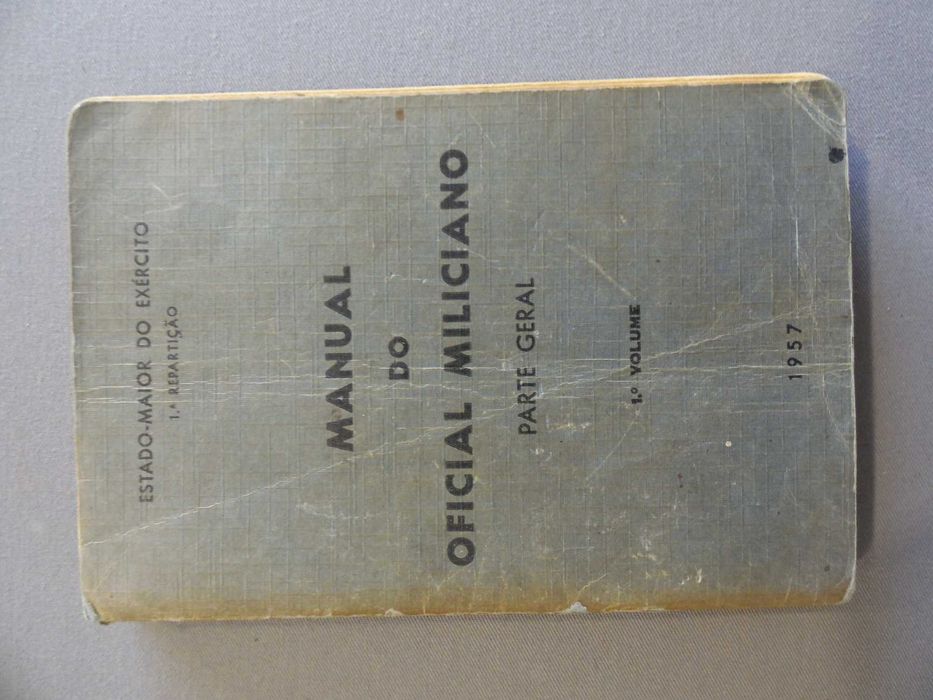 ESTADO-MAIOR DO EXÉRCITO
1.ª REPARTIÇÃO
MANUAL
DO
OFICIAL MILICIANO
PARTE GERAL
1.º VOLUME
1957